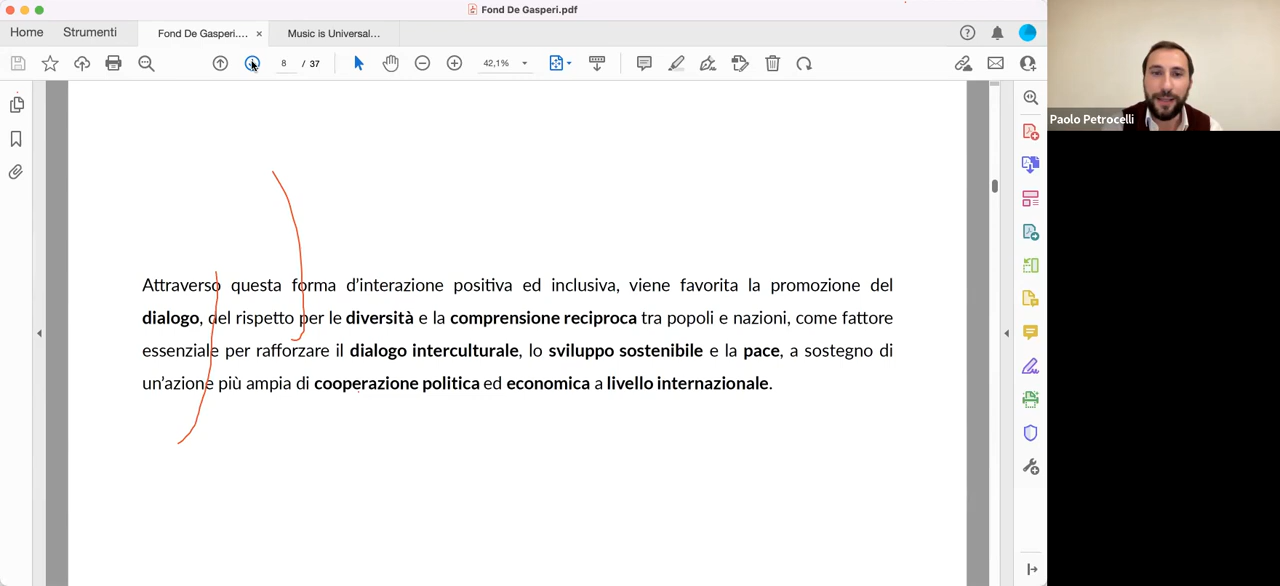 Fond De Gasperi.pdf
Home Strumenti Fond De Gasperi.... × Music is Universal...
8 / 37 42,1%
Paolo Petrocelli
Attraverso questa forma d'interazione positiva ed inclusiva, viene favorita la promozione del
dialogo, del rispetto per le diversità e la comprensione reciproca tra popoli e nazioni, come fattore
essenziale per rafforzare il dialogo interculturale, lo sviluppo sostenibile e la pace, a sostegno di
un'azione più ampia di cooperazione politica ed economica a livello internazionale.